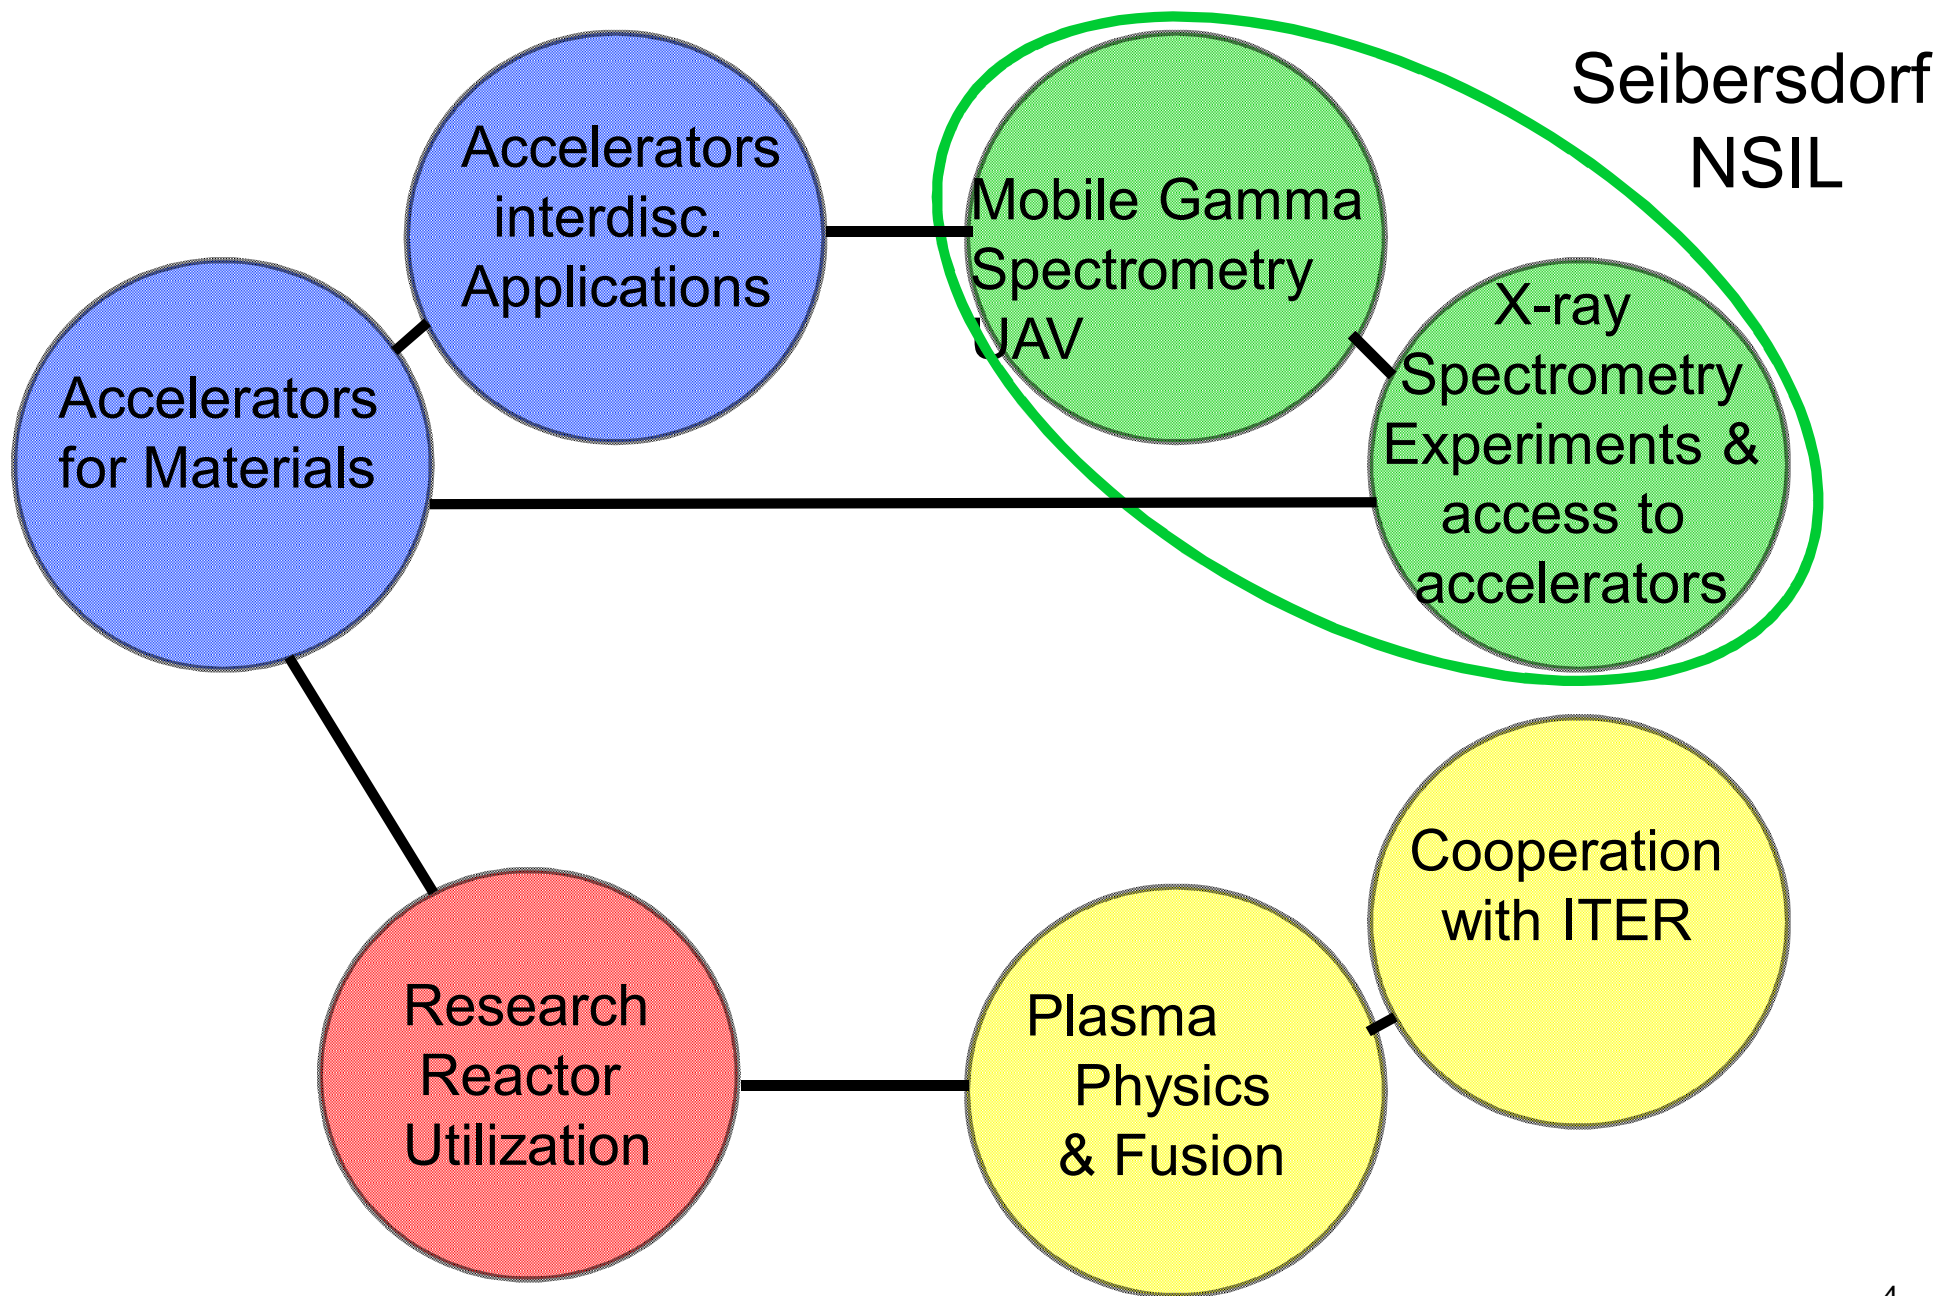 Seibersdorf
NSIL
Accelerators
interdisc.
Applications
Mobile Gamma
Spectrometry
UAV
X-ray
Spectrometry
Experiments &
access to
accelerators
Accelerators
for Materials
Cooperation
with ITER
Research
Reactor
Utilization
Plasma
Physics
& Fusion
4